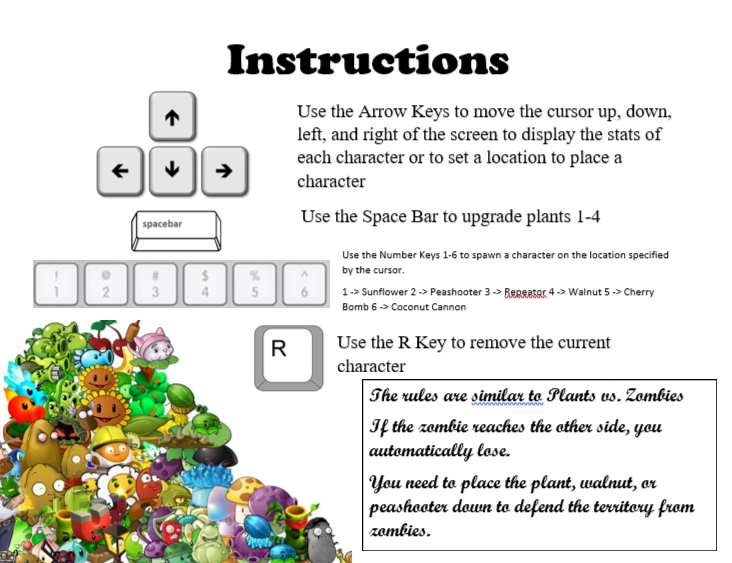 Instructions
Use the Arrow Keys to move the cursor up, down,
left, and right of the screen to display the stats of
each character or to set a location to place a
character
spacebar
Use the Space Bar to upgrade plants 1-4
! @ # $ % ^
1 2 3 4 5 6
Use the Number Keys 1-6 to spawn a character on the location specified
by the cursor.
1 -> Sunflower 2 -> Peashooter 3 -> Repeator 4 -> Walnut 5 -> Cherry
Bomb 6 -> Coconut Cannon
R
Use the R Key to remove the current
character
The rules are similar to Plants vs. Zombies
If the zombie reaches the other side, you
automatically lose.
You need to place the plant, walnut, or
peashooter down to defend the territory from
zombies.